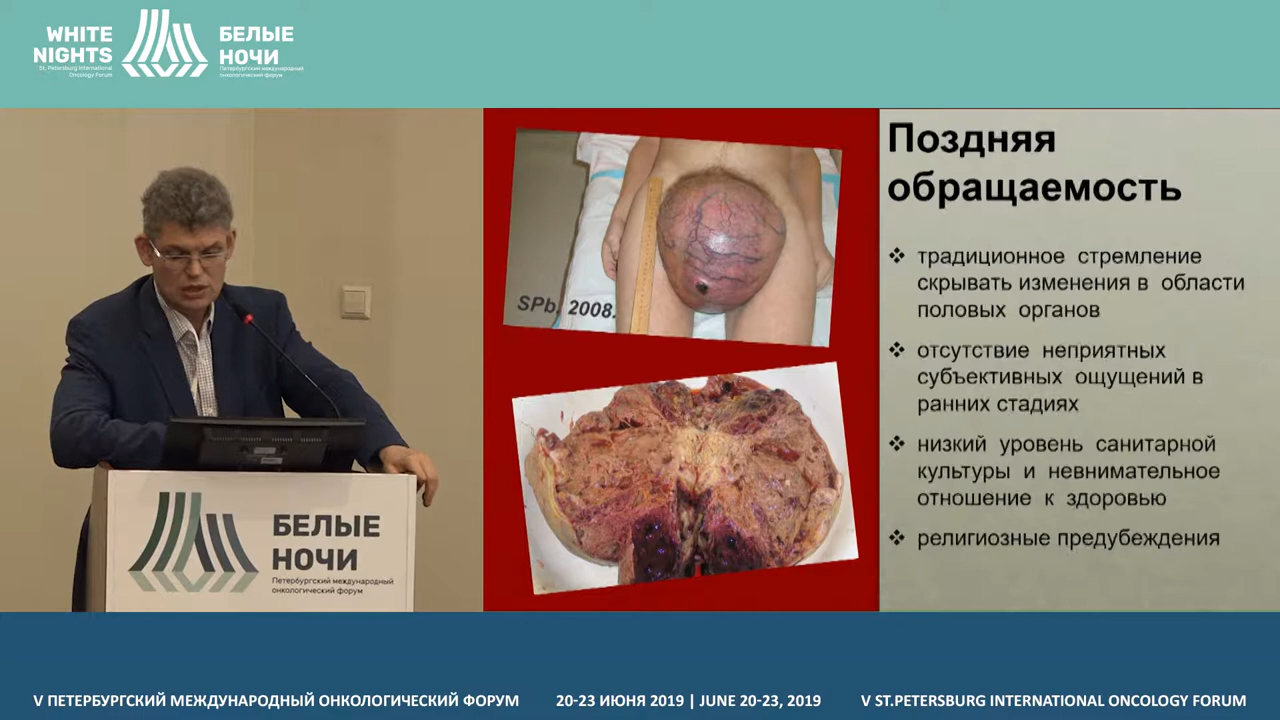 WHITE
NIGHTS
St. Petersburg International
Oncology Forum
БЕЛЫЕ
НОЧИ
Петербургский международный
онкологический форум
SPb. 2008.
Поздняя
обращаемость
❖ традиционное стремление
скрывать изменения в области
половых органов
❖ отсутствие неприятных
субъективных ощущений в
ранних стадиях
❖ низкий уровень санитарной
культуры и невнимательное
отношение к здоровью
❖ религиозные предубеждения
БЕЛЫЕ
НОЧИ
Петербургский международный
онкологический форум
V ПЕТЕРБУРГСКИЙ МЕЖДУНАРОДНЫЙ ОНКОЛОГИЧЕСКИЙ ФОРУМ
20-23 ИЮНЯ 2019 | JUNE 20-23, 2019
V ST.PETERSBURG INTERNATIONAL ONCOLOGY FORUM